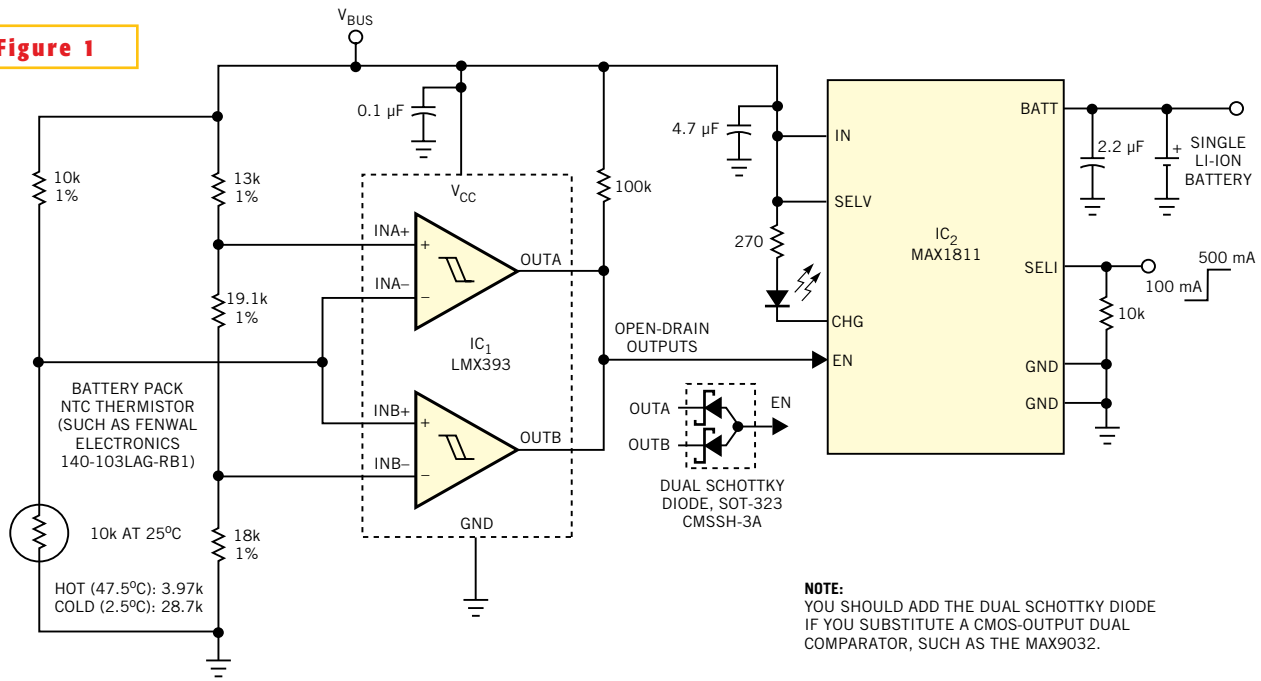 Figure 1
V_BUS
0.1 µF
10k
1%
13k
1%
V_CC
100k
4.7 µF
IN
SELV
BATT
2.2 µF
+
SINGLE
LI-ION
BATTERY
INA+
+
INA–
–
OUTA
19.1k
1%
270
IC2
MAX1811
SELI
500 mA
100 mA
10k
CHG
IC1
LMX393
OPEN-DRAIN
OUTPUTS
EN
GND
GND
BATTERY PACK
NTC THERMISTOR
(SUCH AS FENWAL
ELECTRONICS
140-103LAG-RB1)
INB+
+
INB–
–
OUTB
OUTA
OUTB
EN
DUAL SCHOTTKY
DIODE, SOT-323
CMSSH-3A
GND
10k AT 25ºC
18k
1%
HOT (47.5ºC): 3.97k
COLD (2.5ºC): 28.7k
NOTE:
YOU SHOULD ADD THE DUAL SCHOTTKY DIODE
IF YOU SUBSTITUTE A CMOS-OUTPUT DUAL
COMPARATOR, SUCH AS THE MAX9032.